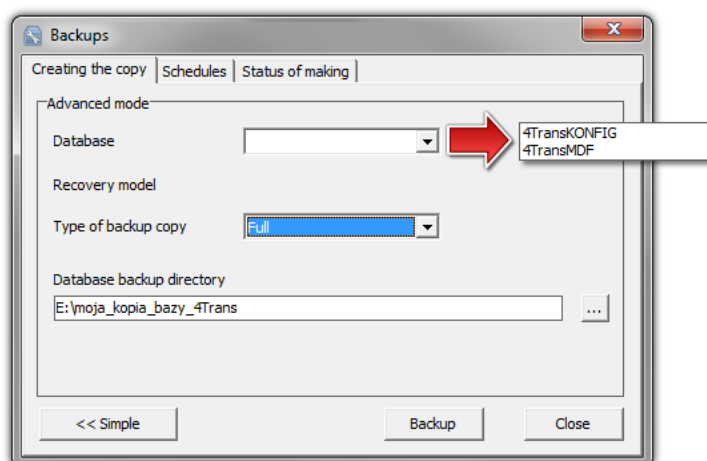 Backups
Creating the copy Schedules Status of making
Advanced mode
Database
4TransKONFIG
4TransMDF
Recovery model
Type of backup copy Full
Database backup directory
E:\moja_kopia_bazy_4Trans ...
<< Simple Backup Close